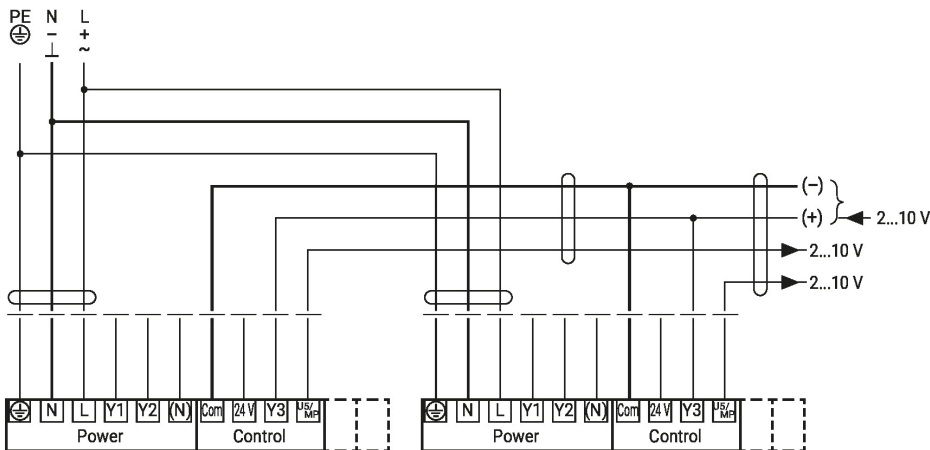 PE N L
– +
⊥ ~
(–)
(+) 2...10 V
2...10 V
2...10 V
N L Y1 Y2 (N) Com 24 V Y3 U5/MP N L Y1 Y2 (N) Com 24 V Y3 U5/MP
Power Control Power Control